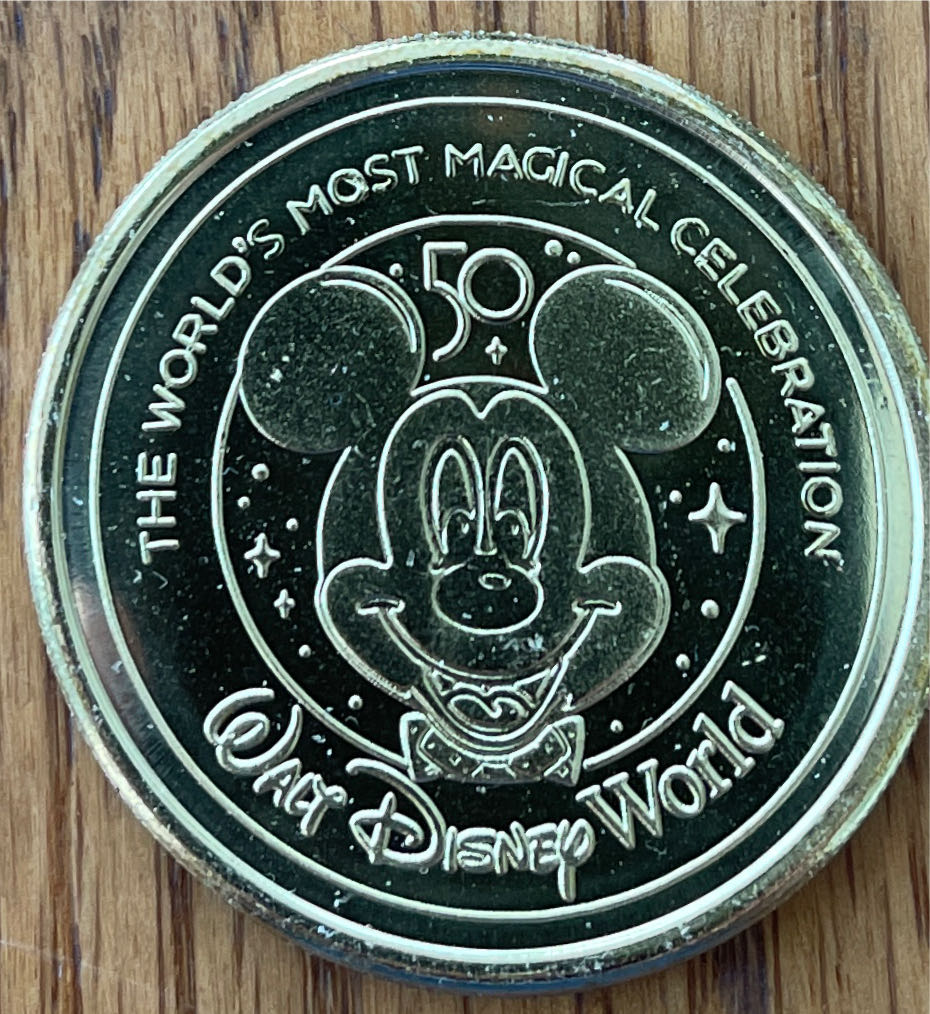 THE WORLD'S MOST MAGICAL CELEBRATION
50
WALT DISNEY World